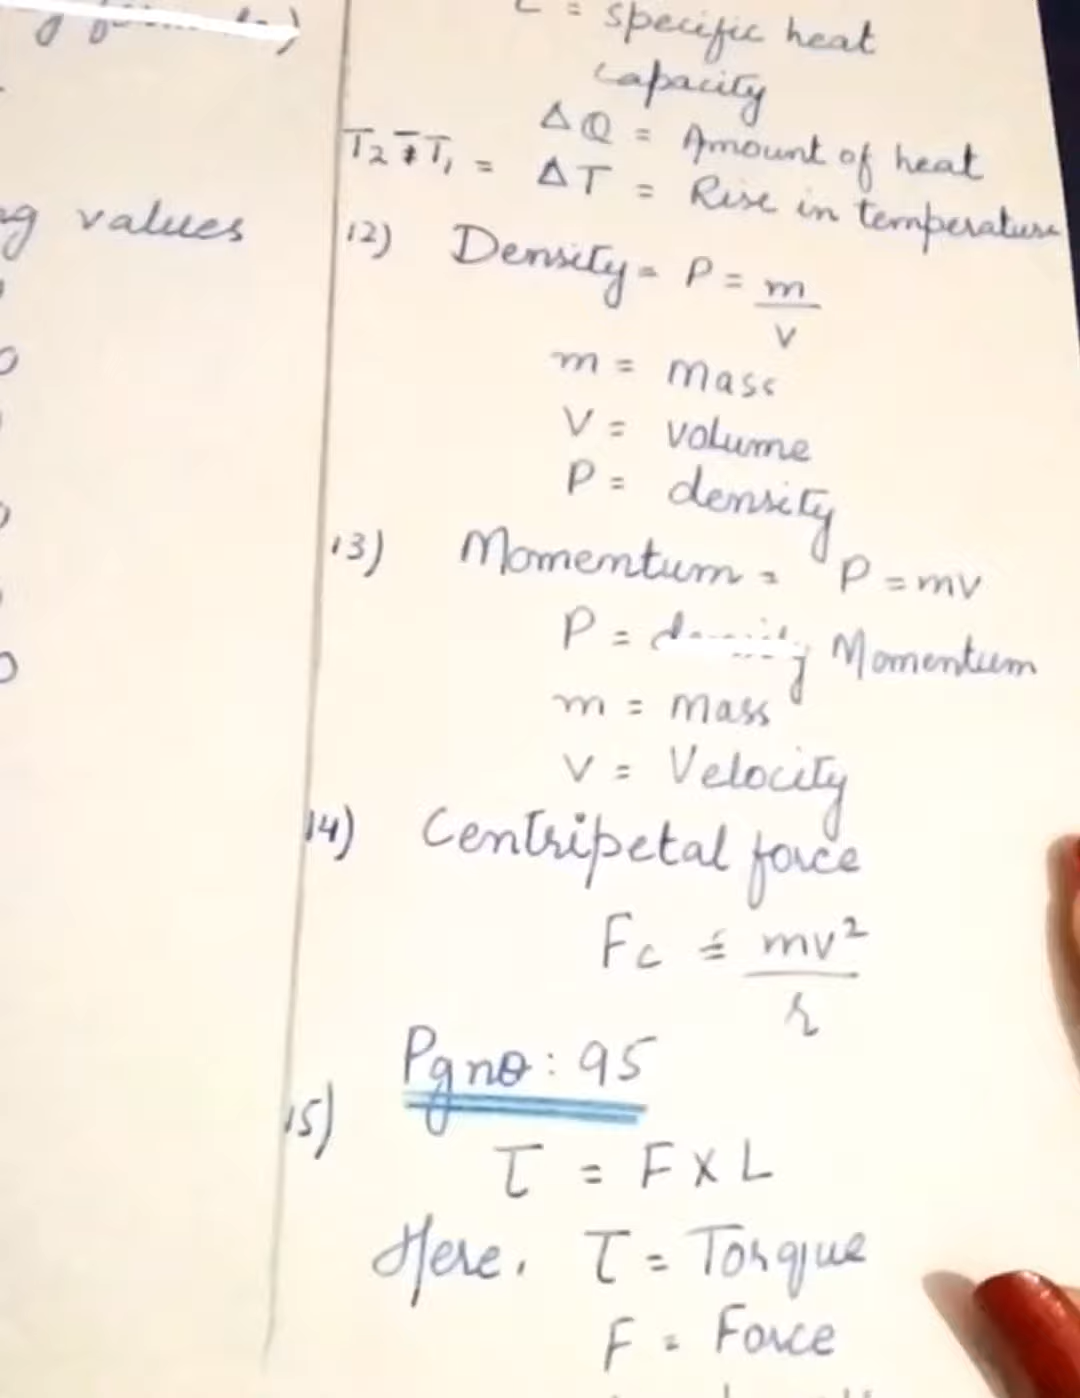 values
C = specific heat
capacity
ΔQ = Amount of heat
T2 - T1 = ΔT = Rise in temperature
12) Density = P = m/v
m = Mass
V = volume
P = density
13) Momentum = P = mv
P = density Momentum
m = Mass
V = Velocity
14) Centripetal force
Fc = mv²/r
Pg no: 95
15)
τ = F X L
Here, τ = Torque
F = Force